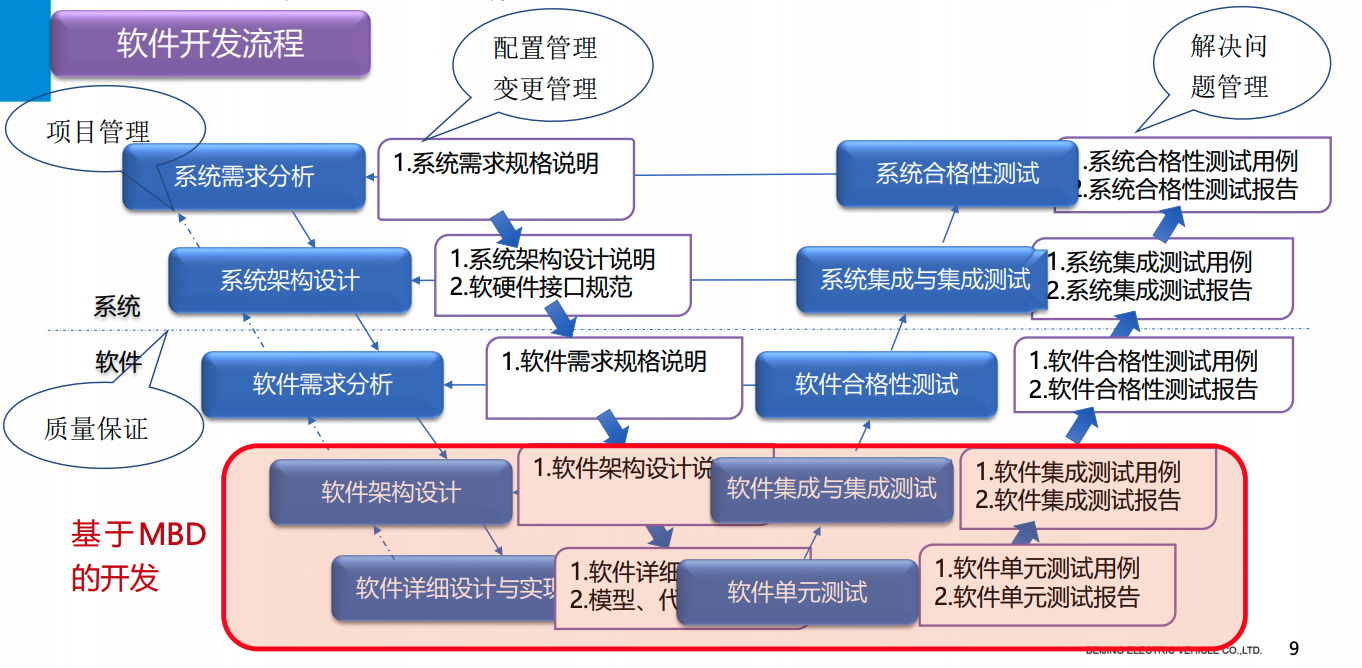 软件开发流程
配置管理
变更管理
解决问
题管理
项目管理
系统需求分析
1.系统需求规格说明
系统合格性测试
.系统合格性测试用例
2.系统合格性测试报告
系统架构设计
1.系统架构设计说明
2.软硬件接口规范
系统集成与集成测试
1.系统集成测试用例
2.系统集成测试报告
系统
软件
软件需求分析
1.软件需求规格说明
软件合格性测试
1.软件合格性测试用例
2.软件合格性测试报告
质量保证
软件架构设计
1.软件架构设计说
软件集成与集成测试
1.软件集成测试用例
2.软件集成测试报告
基于MBD
的开发
软件详细设计与实现
1.软件详细
2.模型、代
软件单元测试
1.软件单元测试用例
2.软件单元测试报告
BEIJING ELECTRIC VEHICLE CO.,LTD.
9